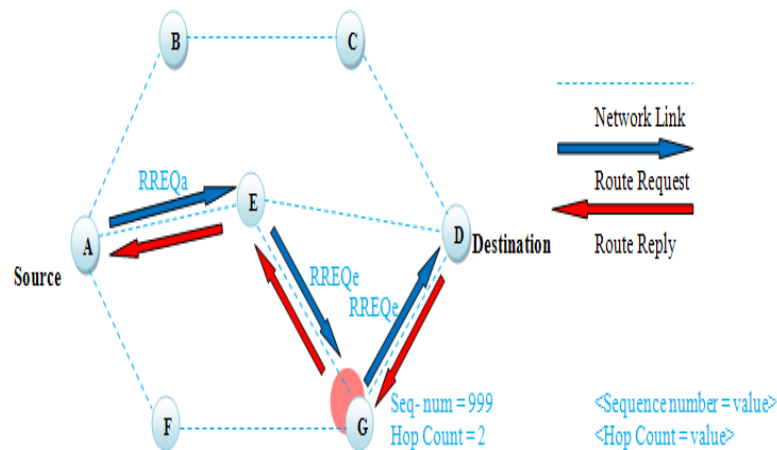 B
C
Network Link
RREQa
Route Request
E
A
D
Destination
Route Reply
Source
RREQe
RREQe
Seq- num = 999
<Sequence number = value>
F
G
Hop Count = 2
<Hop Count = value>